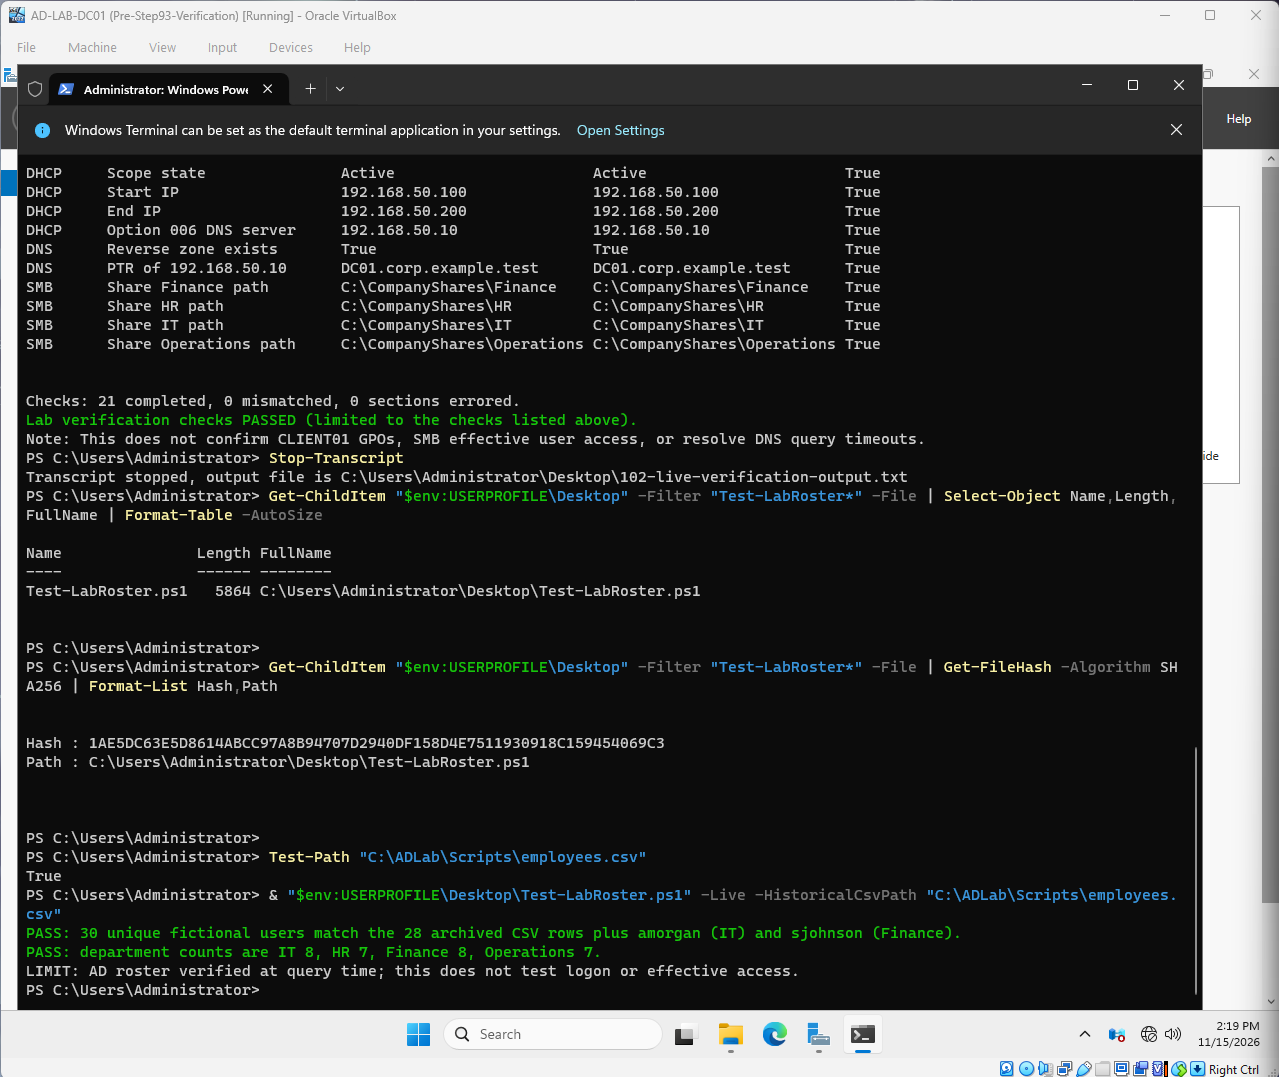 AD-LAB-DC01 (Pre-Step93-Verification) [Running] - Oracle VirtualBox
File Machine View Input Devices Help
Administrator: Windows Powe
Help
Windows Terminal can be set as the default terminal application in your settings. Open Settings
DHCP Scope state Active Active True
DHCP Start IP 192.168.50.100 192.168.50.100 True
DHCP End IP 192.168.50.200 192.168.50.200 True
DHCP Option 006 DNS server 192.168.50.10 192.168.50.10 True
DNS Reverse zone exists True True True
DNS PTR of 192.168.50.10 DC01.corp.example.test DC01.corp.example.test True
SMB Share Finance path C:\CompanyShares\Finance C:\CompanyShares\Finance True
SMB Share HR path C:\CompanyShares\HR C:\CompanyShares\HR True
SMB Share IT path C:\CompanyShares\IT C:\CompanyShares\IT True
SMB Share Operations path C:\CompanyShares\Operations C:\CompanyShares\Operations True
Checks: 21 completed, 0 mismatched, 0 sections errored.
Lab verification checks PASSED (limited to the checks listed above).
Note: This does not confirm CLIENT01 GPOs, SMB effective user access, or resolve DNS query timeouts.
PS C:\Users\Administrator> Stop-Transcript
ide
Transcript stopped, output file is C:\Users\Administrator\Desktop\102-live-verification-output.txt
PS C:\Users\Administrator> Get-ChildItem "$env:USERPROFILE\Desktop" -Filter "Test-LabRoster*" -File | Select-Object Name,Length,
FullName | Format-Table -AutoSize
Name Length FullName
---- ------ --------
Test-LabRoster.ps1 5864 C:\Users\Administrator\Desktop\Test-LabRoster.ps1
PS C:\Users\Administrator>
PS C:\Users\Administrator> Get-ChildItem "$env:USERPROFILE\Desktop" -Filter "Test-LabRoster*" -File | Get-FileHash -Algorithm SH
A256 | Format-List Hash,Path
Hash : 1AE5DC63E5D8614ABCC97A8B94707D2940DF158D4E7511930918C159454069C3
Path : C:\Users\Administrator\Desktop\Test-LabRoster.ps1
PS C:\Users\Administrator>
PS C:\Users\Administrator> Test-Path "C:\ADLab\Scripts\employees.csv"
True
PS C:\Users\Administrator> & "$env:USERPROFILE\Desktop\Test-LabRoster.ps1" -Live -HistoricalCsvPath "C:\ADLab\Scripts\employees.
csv"
PASS: 30 unique fictional users match the 28 archived CSV rows plus amorgan (IT) and sjohnson (Finance).
PASS: department counts are IT 8, HR 7, Finance 8, Operations 7.
LIMIT: AD roster verified at query time; this does not test logon or effective access.
PS C:\Users\Administrator>
Search
2:19 PM
11/15/2026
Right Ctrl